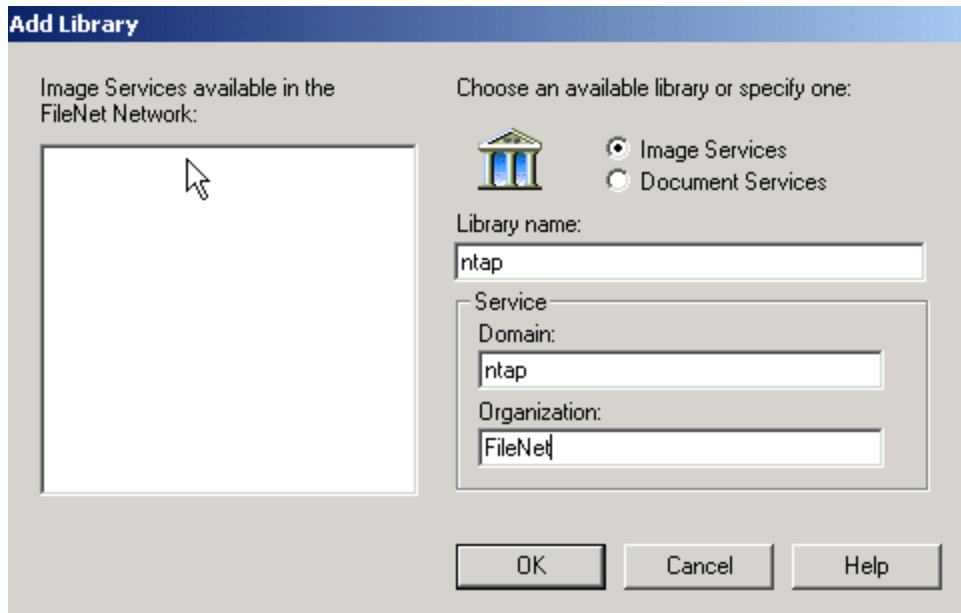 Add Library
Image Services available in the
FileNet Network:
Choose an available library or specify one:
Image Services
Document Services
Library name:
ntap
Service
Domain:
ntap
Organization:
FileNet
OK
Cancel
Help